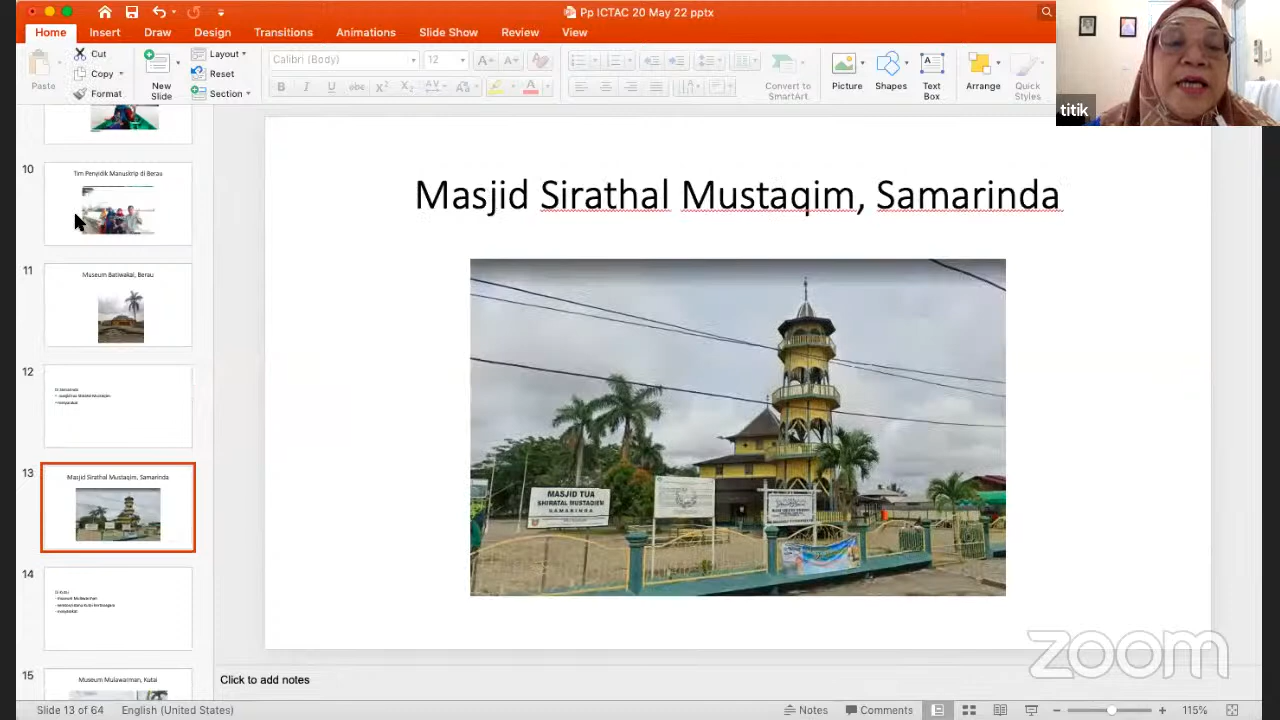 Pp ICTAC 20 May 22 pptx
Home Insert Draw Design Transitions Animations Slide Show Review View
Cut
Copy
Format
Paste
New Slide
Layout
Reset
Section
Calibri (Body) 12
Convert to SmartArt
Picture
Shapes
Text Box
Arrange
Quick Styles
titik
10
Tim Penyidik Manuskrip di Berau
11
Museum Batiwakal, Berau
12
13
Masjid Sirathal Mustaqim, Samarinda
14
15
Museum Mulawarman, Kutai
Masjid Sirathal Mustaqim, Samarinda
MASJID TUA
SHIRATAL MUSTAQIEM
SAMARINDA
zoom
Click to add notes
Slide 13 of 64 English (United States) Notes Comments 115%